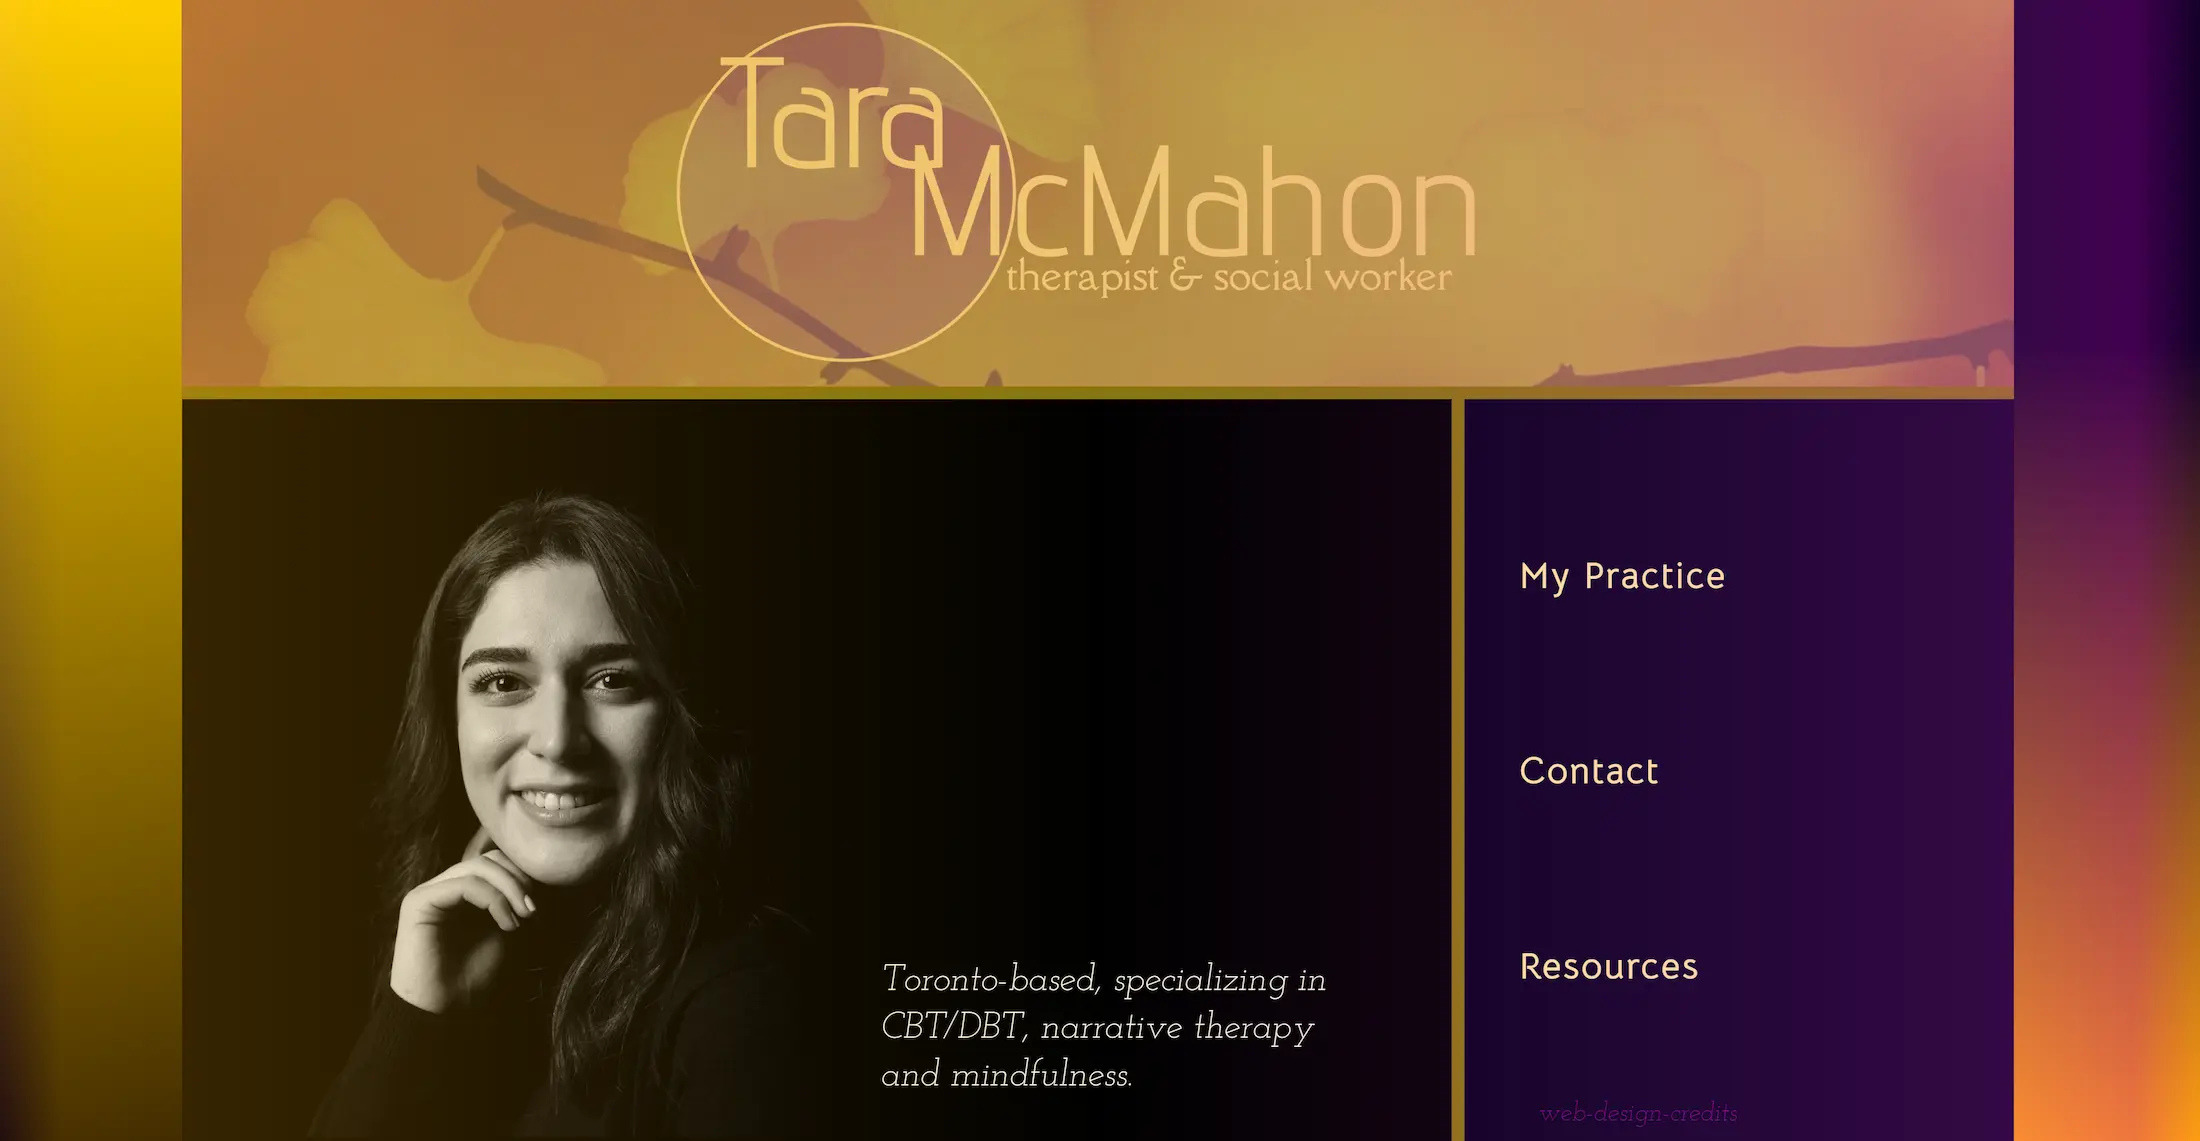 Tara
McMahon
therapist & social worker
My Practice
Contact
Resources
Toronto-based, specializing in
CBT/DBT, narrative therapy
and mindfulness.
web-design-credits